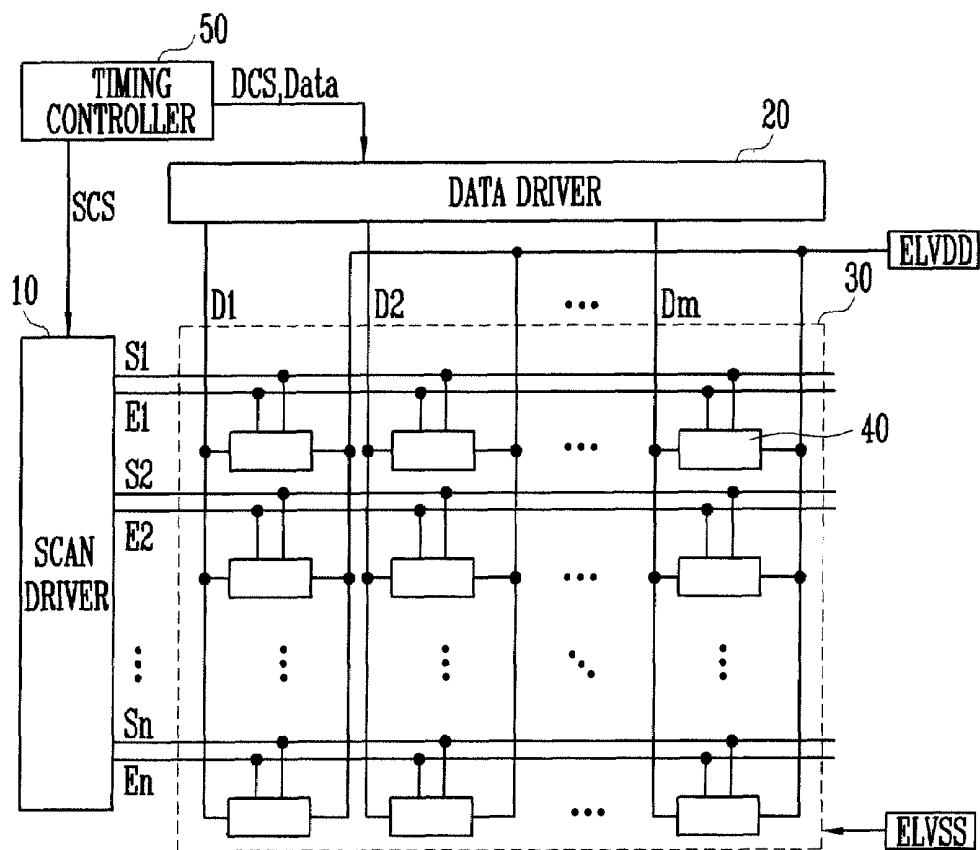 50
TIMING
CONTROLLER
DCS,Data
20
DATA DRIVER
SCS
ELVDD
10
D1
D2
...
Dm
30
S1
E1
... 40
S2
E2
SCAN
DRIVER
...
Sn
En
...
ELVSS